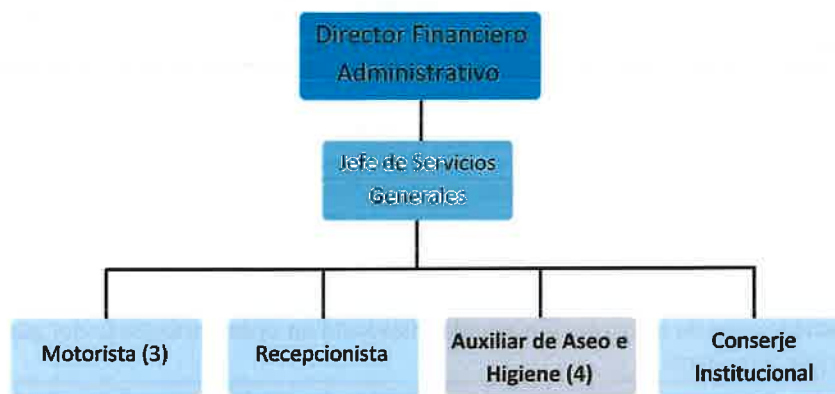 Director Financiero
Administrativo
Jefe de Servicios
Generales
Motorista (3)
Recepcionista
Auxiliar de Aseo e
Higiene (4)
Conserje
Institucional